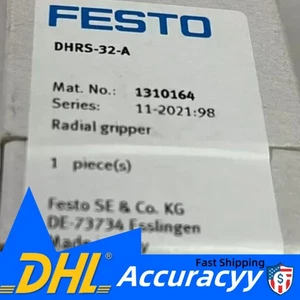 FESTO
DHRS-32-A
Mat. No.: 1310164
Series: 11-2021:98
Radial gripper
1 piece(s)
Festo SE & Co. KG
DE-73734 Esslingen
Made
Fast Shipping
DHL Accuracyy